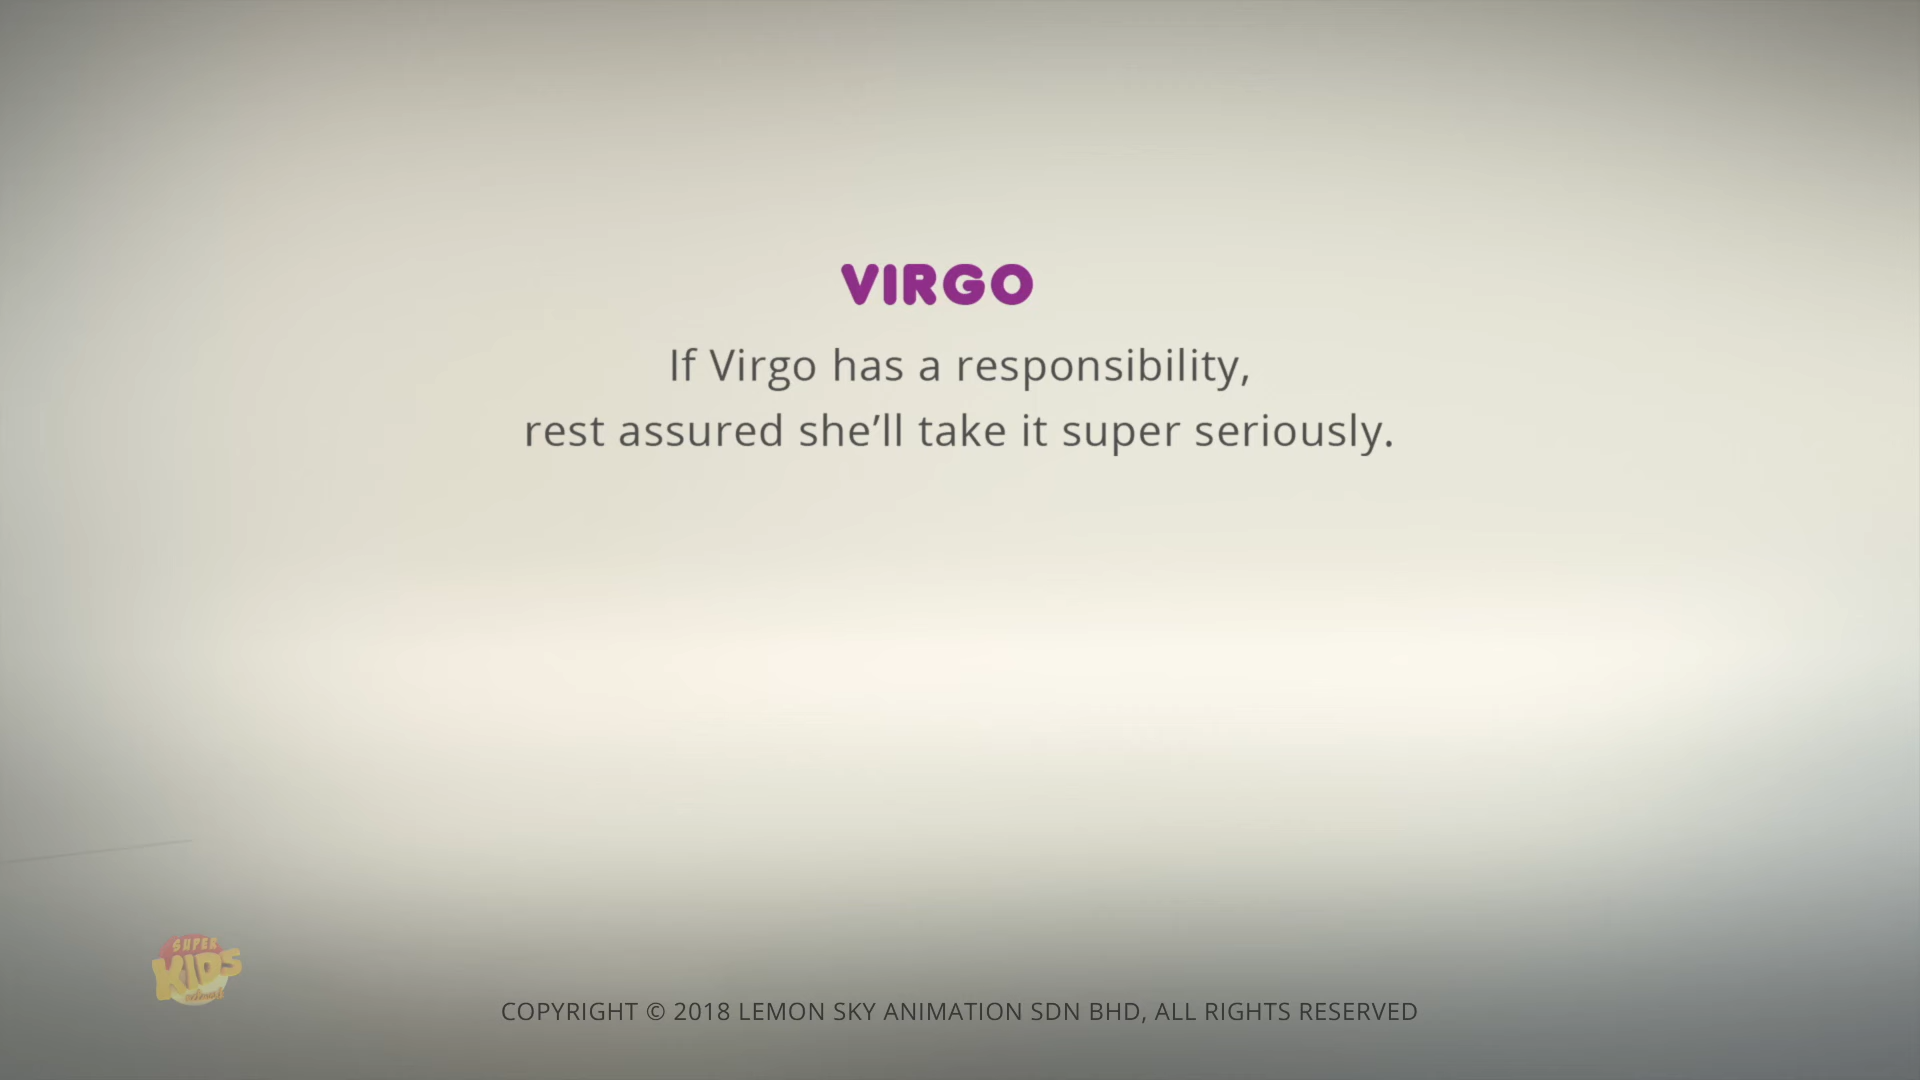 VIRGO
If Virgo has a responsibility,
rest assured she’ll take it super seriously.
SUPER
KIDS
COPYRIGHT © 2018 LEMON SKY ANIMATION SDN BHD, ALL RIGHTS RESERVED